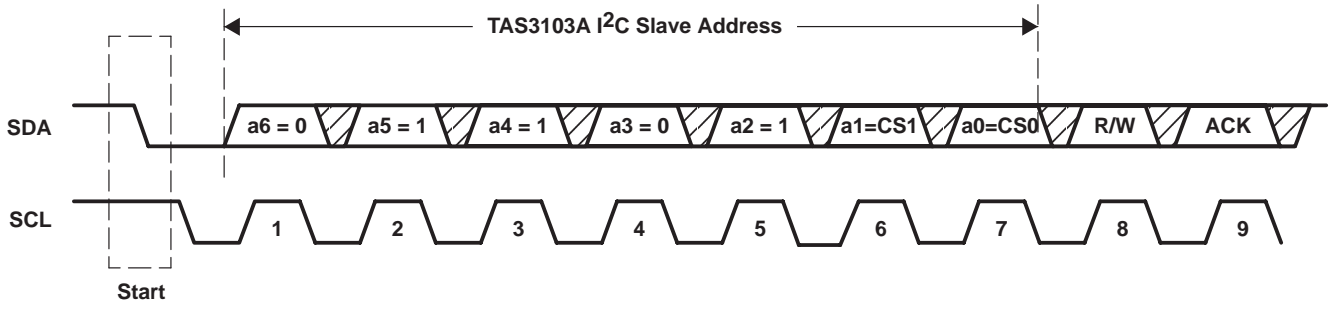 TAS3103A I2C Slave Address
SDA a6 = 0 a5 = 1 a4 = 1 a3 = 0 a2 = 1 a1=CS1 a0=CS0 R/W ACK
SCL 1 2 3 4 5 6 7 8 9
Start